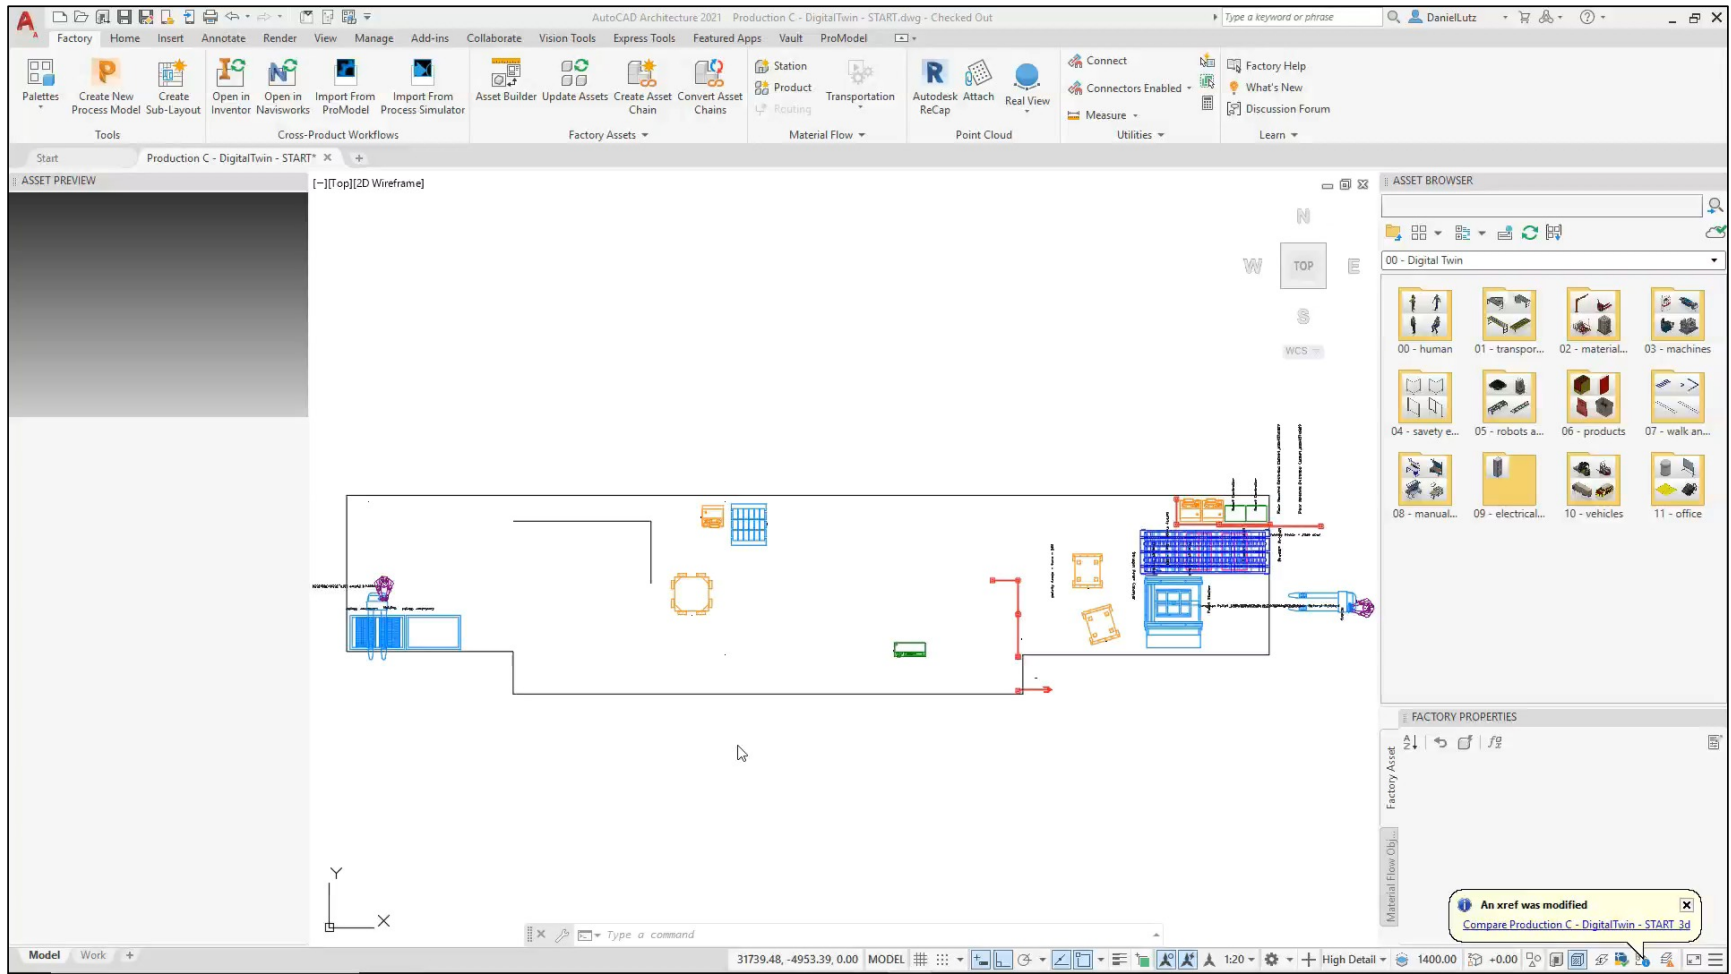 AutoCAD Architecture 2021 Production C - DigitalTwin - START.dwg - Checked Out
Type a keyword or phrase
DanielLutz
Factory Home Insert Annotate Render View Manage Add-ins Collaborate Vision Tools Express Tools Featured Apps Vault ProModel
Palettes
Create New Process Model
Create Sub-Layout
Tools
Open in Inventor
Open in Navisworks
Import From ProModel
Import From Process Simulator
Cross-Product Workflows
Asset Builder
Update Assets
Create Asset Chain
Convert Asset Chains
Factory Assets
Station
Product
Routing
Transportation
Material Flow
Autodesk ReCap
Attach
Real View
Point Cloud
Connect
Connectors Enabled
Measure
Utilities
Factory Help
What's New
Discussion Forum
Learn
Start
Production C - DigitalTwin - START*
ASSET PREVIEW
[−][Top][2D Wireframe]
N
W TOP E
S
WCS
Y
X
ASSET BROWSER
00 - Digital Twin
00 - human
01 - transpor...
02 - material...
03 - machines
04 - savety e...
05 - robots a...
06 - products
07 - walk an...
08 - manual...
09 - electrical...
10 - vehicles
11 - office
FACTORY PROPERTIES
Factory Asset
Material Flow Obj...
An xref was modified
Compare Production C - DigitalTwin - START 3d
Type a command
Model Work
31739.48, -4953.39, 0.00 MODEL 1:20 High Detail 1400.00 +0.00